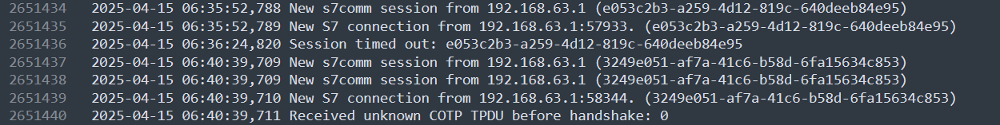 2651434 2025-04-15 06:35:52,788 New s7comm session from 192.168.63.1 (e053c2b3-a259-4d12-819c-640deeb84e95)
2651435 2025-04-15 06:35:52,789 New S7 connection from 192.168.63.1:57933. (e053c2b3-a259-4d12-819c-640deeb84e95)
2651436 2025-04-15 06:36:24,820 Session timed out: e053c2b3-a259-4d12-819c-640deeb84e95
2651437 2025-04-15 06:40:39,709 New s7comm session from 192.168.63.1 (3249e051-af7a-41c6-b58d-6fa15634c853)
2651438 2025-04-15 06:40:39,709 New s7comm session from 192.168.63.1 (3249e051-af7a-41c6-b58d-6fa15634c853)
2651439 2025-04-15 06:40:39,710 New S7 connection from 192.168.63.1:58344. (3249e051-af7a-41c6-b58d-6fa15634c853)
2651440 2025-04-15 06:40:39,711 Received unknown COTP TPDU before handshake: 0